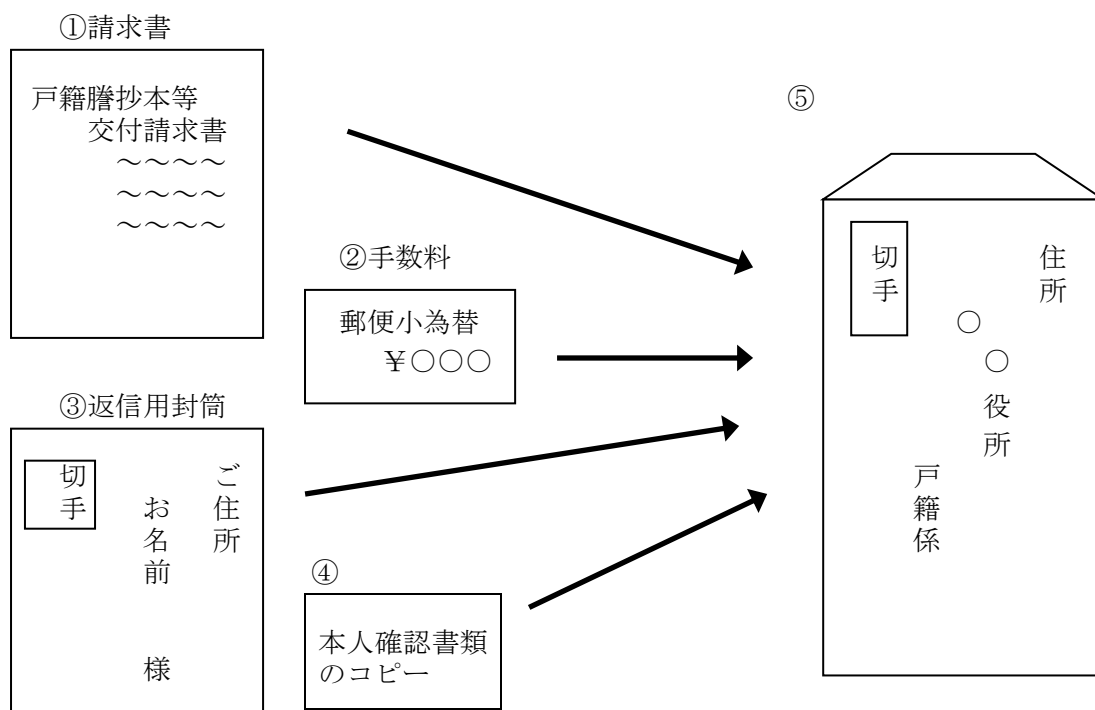 ①請求書
戸籍謄抄本等
交付請求書
～～～～
～～～～
～～～～
②手数料
郵便小為替
￥○○○
③返信用封筒
切手
ご住所
お名前 様
④
本人確認書類
のコピー
⑤
切手
住所
○○役所
戸籍係